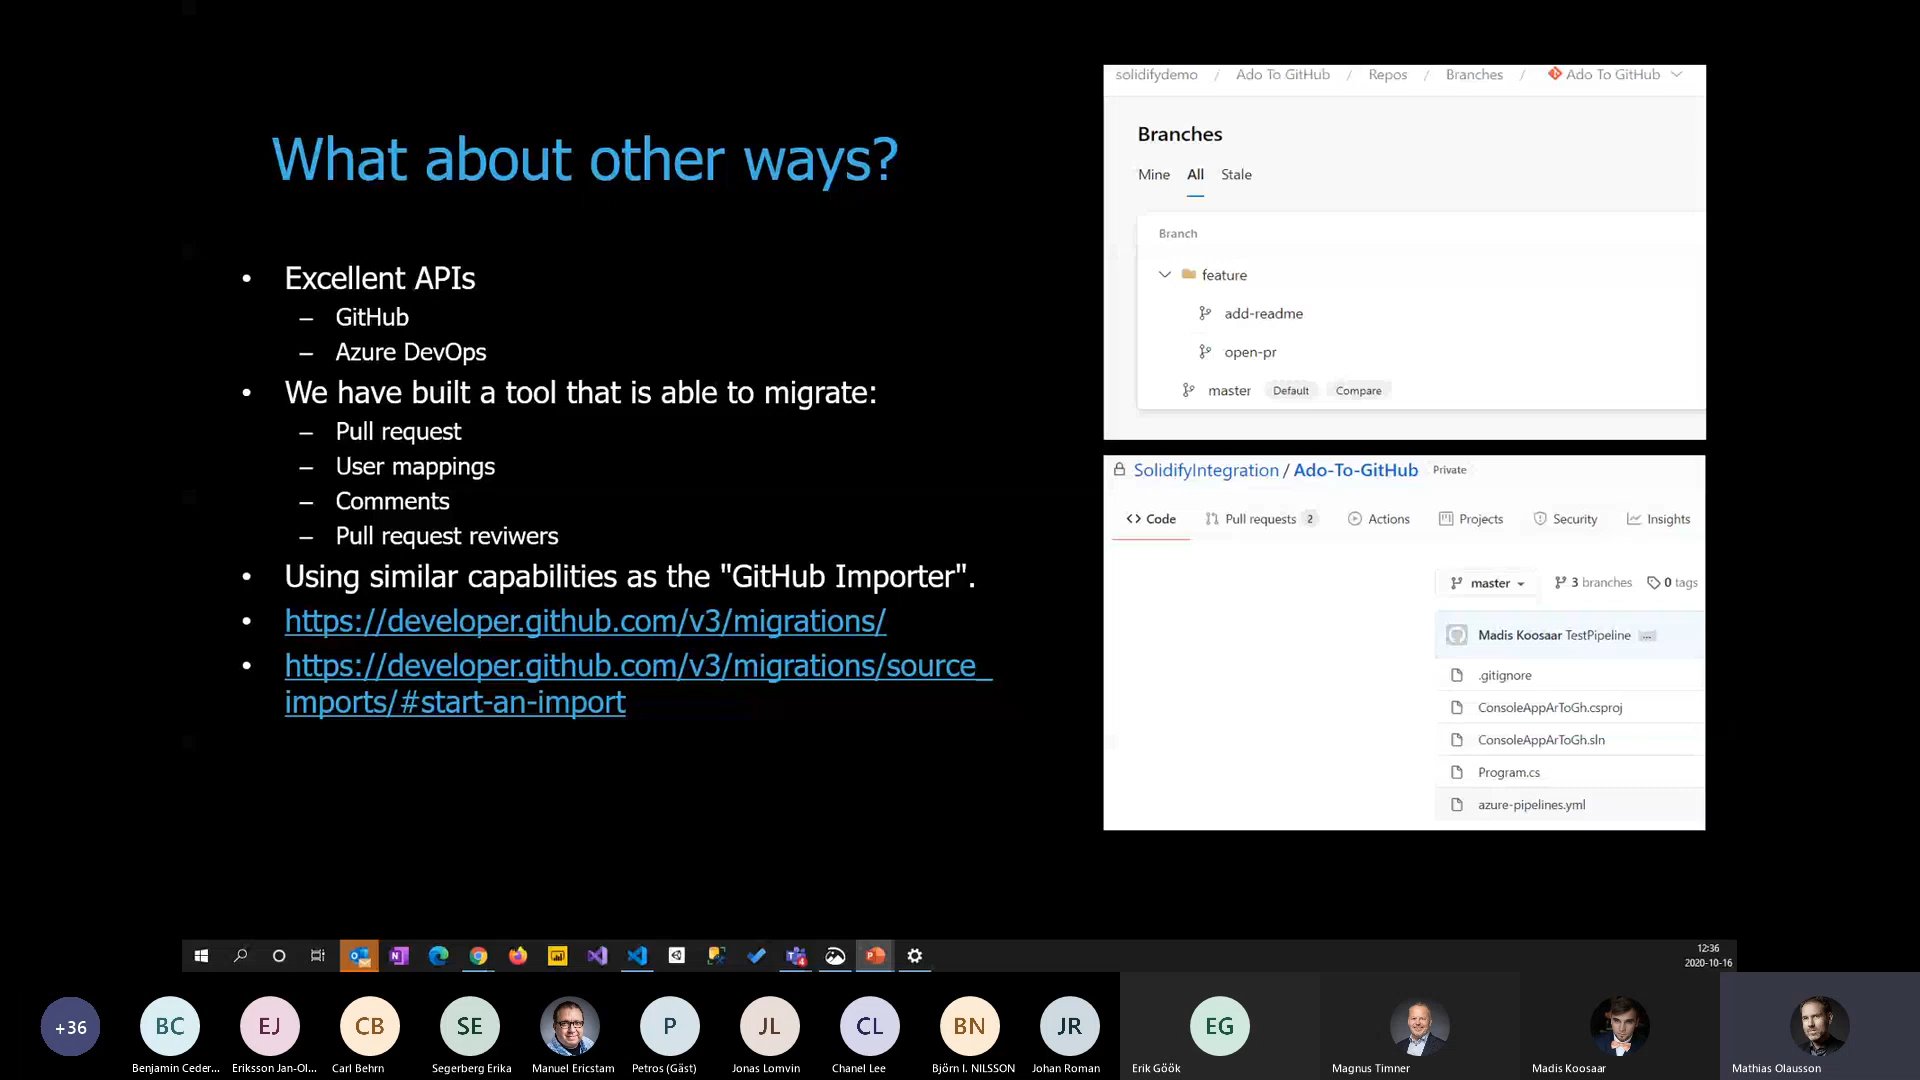 What about other ways?
• Excellent APIs
– GitHub
– Azure DevOps
• We have built a tool that is able to migrate:
– Pull request
– User mappings
– Comments
– Pull request reviwers
• Using similar capabilities as the "GitHub Importer".
• https://developer.github.com/v3/migrations/
• https://developer.github.com/v3/migrations/source_
imports/#start-an-import
solidifydemo / Ado To GitHub / Repos / Branches / Ado To GitHub
Branches
Mine All Stale
Branch
feature
add-readme
open-pr
master Default Compare
SolidifyIntegration / Ado-To-GitHub Private
Code Pull requests 2 Actions Projects Security Insights
master 3 branches 0 tags
Madis Koosaar TestPipeline ...
.gitignore
ConsoleAppArToGh.csproj
ConsoleAppArToGh.sln
Program.cs
azure-pipelines.yml
12:36
2020-10-16
+36 BC EJ CB SE P JL CL BN JR EG
Benjamin Ceder... Eriksson Jan-Ol... Carl Behrn Segerberg Erika Manuel Ericstam Petros (Gäst) Jonas Lomvin Chanel Lee Björn I. NILSSON Johan Roman Erik Göök Magnus Timner Madis Koosaar Mathias Olausson